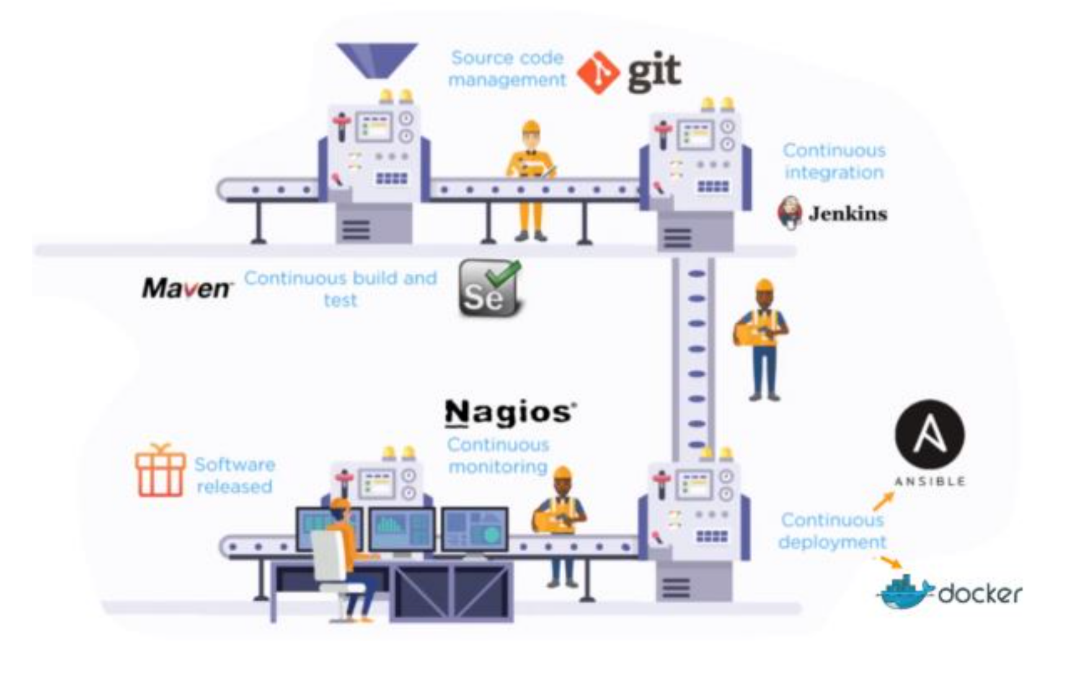 Source code
management
git
Continuous
integration
Jenkins
Maven
Continuous build and
test
Se
Nagios
Continuous
monitoring
Software
released
ANSIBLE
Continuous
deployment
docker